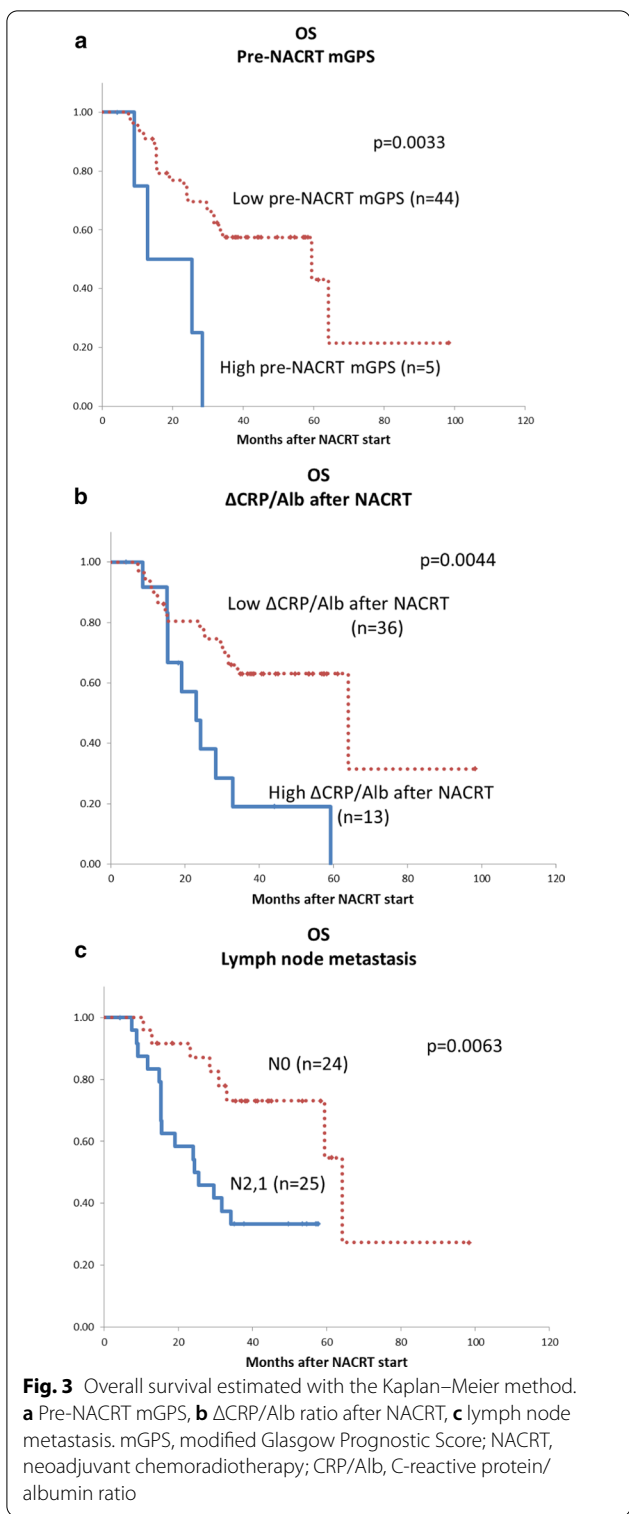 a
OS
Pre-NACRT mGPS
1.00
p=0.0033
0.80
Low pre-NACRT mGPS (n=44)
0.60
0.40
0.20
High pre-NACRT mGPS (n=5)
0.00
0 20 40 60 80 100 120
Months after NACRT start
OS
b
ΔCRP/Alb after NACRT
1.00
p=0.0044
Low ΔCRP/Alb after NACRT
(n=36)
0.80
0.60
0.40
High ΔCRP/Alb after NACRT
0.20
(n=13)
0.00
0 20 40 60 80 100 120
Months after NACRT start
OS
c
Lymph node metastasis
1.00
p=0.0063
N0 (n=24)
0.80
0.60
N2,1 (n=25)
0.40
0.20
0.00
0 20 40 60 80 100 120
Months after NACRT start
Fig. 3 Overall survival estimated with the Kaplan–Meier method.
a Pre-NACRT mGPS, b ΔCRP/Alb ratio after NACRT, c lymph node
metastasis. mGPS, modified Glasgow Prognostic Score; NACRT,
neoadjuvant chemoradiotherapy; CRP/Alb, C-reactive protein/
albumin ratio